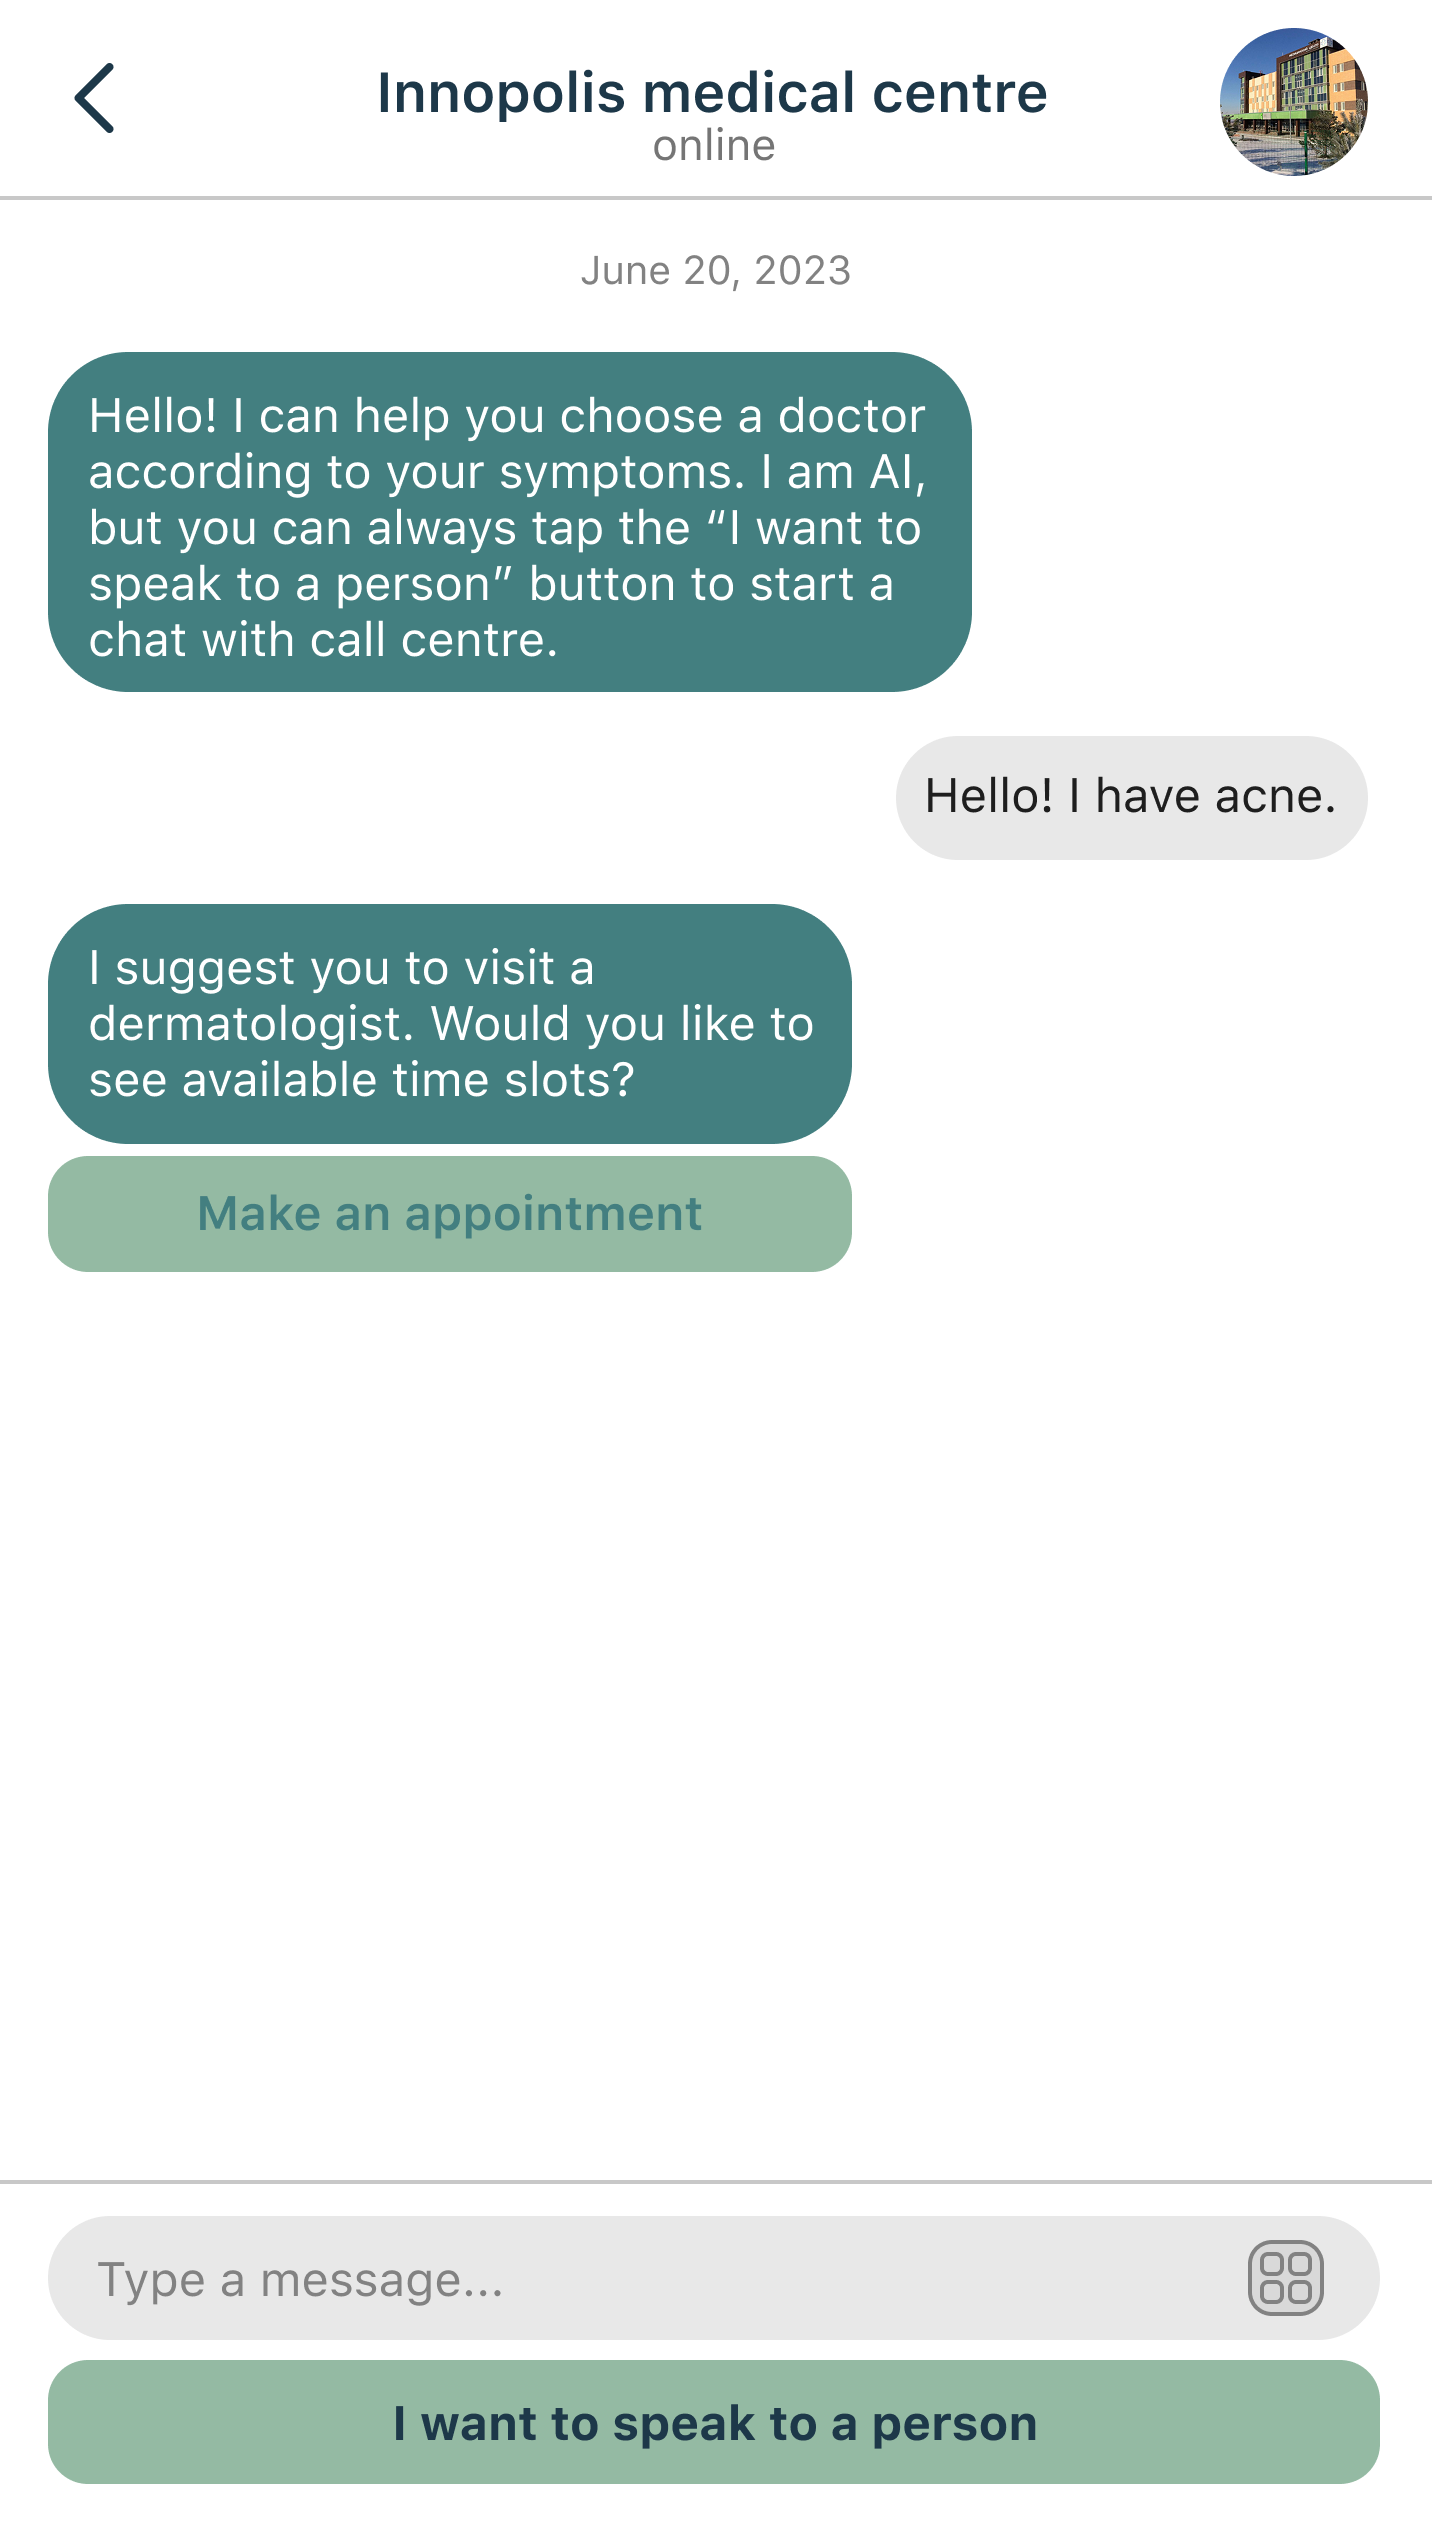 Innopolis medical centre
online
June 20, 2023
Hello! I can help you choose a doctor
according to your symptoms. I am AI,
but you can always tap the “I want to
speak to a person” button to start a
chat with call centre.
Hello! I have acne.
I suggest you to visit a
dermatologist. Would you like to
see available time slots?
Make an appointment
Type a message...
I want to speak to a person